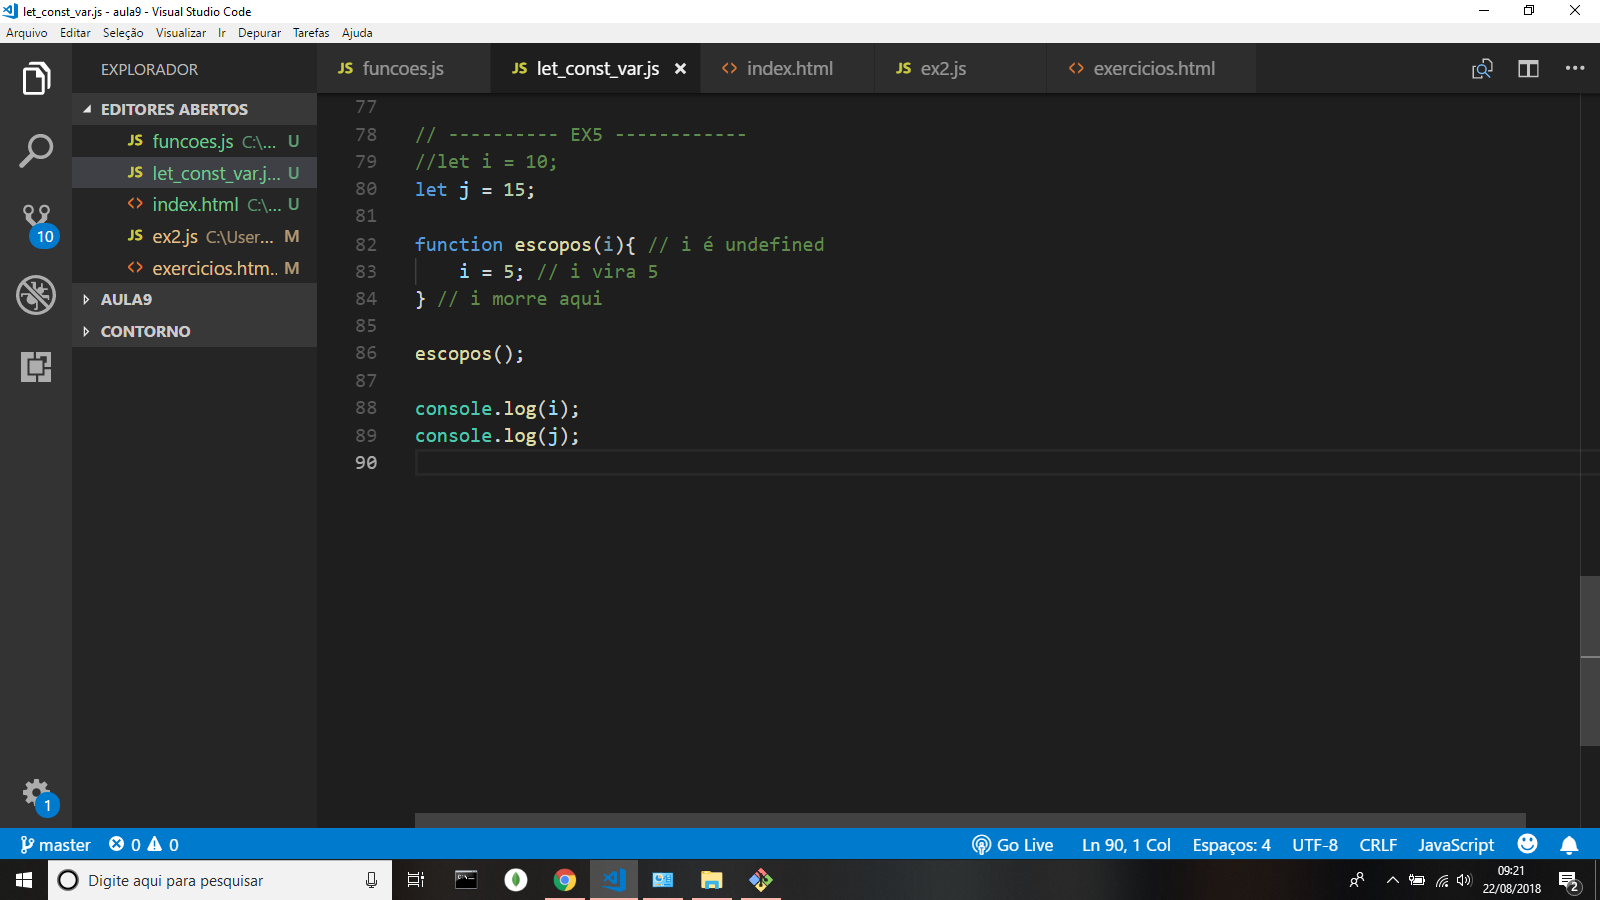 let_const_var.js - aula9 - Visual Studio Code
Arquivo Editar Seleção Visualizar Ir Depurar Tarefas Ajuda
EXPLORADOR
JS funcoes.js JS let_const_var.js × <> index.html JS ex2.js <> exercicios.html
EDITORES ABERTOS
JS funcoes.js C:\... U
JS let_const_var.j... U
<> index.html C:\... U
JS ex2.js C:\User... M
<> exercicios.htm.. M
AULA9
CONTORNO
77
78 // ---------- EX5 ------------
79 //let i = 10;
80 let j = 15;
81
82 function escopos(i){ // i é undefined
83 i = 5; // i vira 5
84 } // i morre aqui
85
86 escopos();
87
88 console.log(i);
89 console.log(j);
90
10
1
master 0 0 Go Live Ln 90, 1 Col Espaços: 4 UTF-8 CRLF JavaScript
Digite aqui para pesquisar
09:21
22/08/2018
2